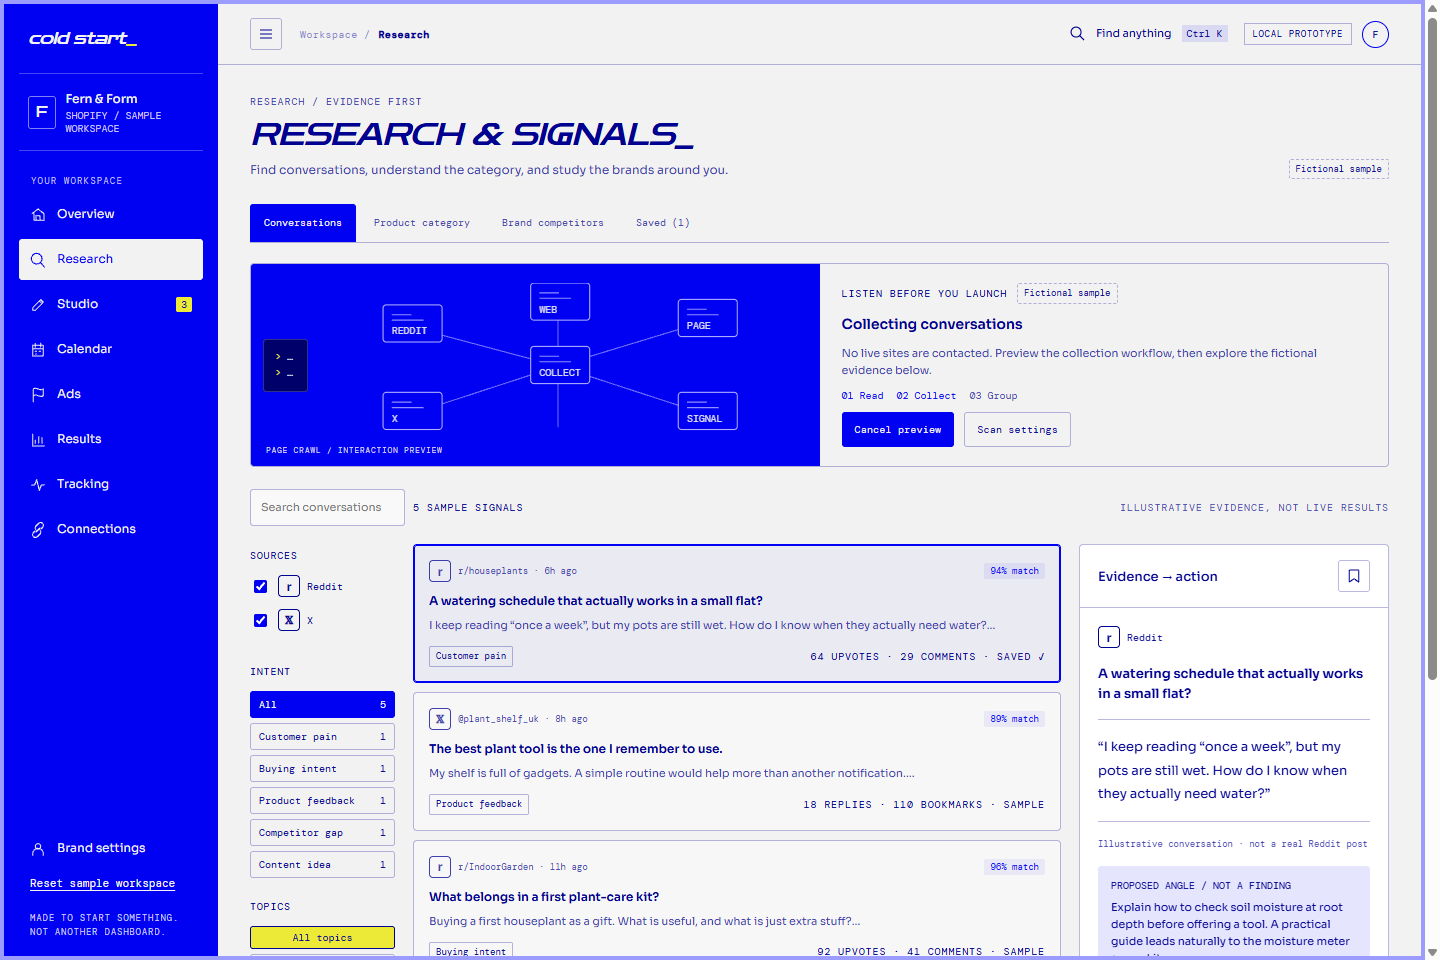 cold start_
F
Fern & Form
SHOPIFY / SAMPLE
WORKSPACE
YOUR WORKSPACE
Overview
Research
Studio 3
Calendar
Ads
Results
Tracking
Connections
Brand settings
Reset sample workspace
MADE TO START SOMETHING.
NOT ANOTHER DASHBOARD.
Workspace / Research
Find anything Ctrl K LOCAL PROTOTYPE F
RESEARCH / EVIDENCE FIRST
RESEARCH & SIGNALS_
Find conversations, understand the category, and study the brands around you.
Fictional sample
Conversations Product category Brand competitors Saved (1)
> _
> _
REDDIT
WEB
PAGE
COLLECT
X
SIGNAL
PAGE CRAWL / INTERACTION PREVIEW
LISTEN BEFORE YOU LAUNCH Fictional sample
Collecting conversations
No live sites are contacted. Preview the collection workflow, then explore the fictional
evidence below.
01 Read 02 Collect 03 Group
Cancel preview Scan settings
Search conversations 5 SAMPLE SIGNALS ILLUSTRATIVE EVIDENCE, NOT LIVE RESULTS
SOURCES
r Reddit
X X
INTENT
All 5
Customer pain 1
Buying intent 1
Product feedback 1
Competitor gap 1
Content idea 1
TOPICS
All topics
r r/houseplants · 6h ago 94% match
A watering schedule that actually works in a small flat?
I keep reading “once a week”, but my pots are still wet. How do I know when they actually need water?...
Customer pain 64 UPVOTES · 29 COMMENTS · SAVED ✓
X @plant_shelf_uk · 8h ago 89% match
The best plant tool is the one I remember to use.
My shelf is full of gadgets. A simple routine would help more than another notification....
Product feedback 18 REPLIES · 110 BOOKMARKS · SAMPLE
r r/IndoorGarden · 11h ago 96% match
What belongs in a first plant-care kit?
Buying a first houseplant as a gift. What is useful, and what is just extra stuff?...
Buying intent 92 UPVOTES · 41 COMMENTS · SAMPLE
Evidence → action
r Reddit
A watering schedule that actually works
in a small flat?
“I keep reading “once a week”, but my
pots are still wet. How do I know when
they actually need water?”
Illustrative conversation · not a real Reddit post
PROPOSED ANGLE / NOT A FINDING
Explain how to check soil moisture at root
depth before offering a tool. A practical
guide leads naturally to the moisture meter